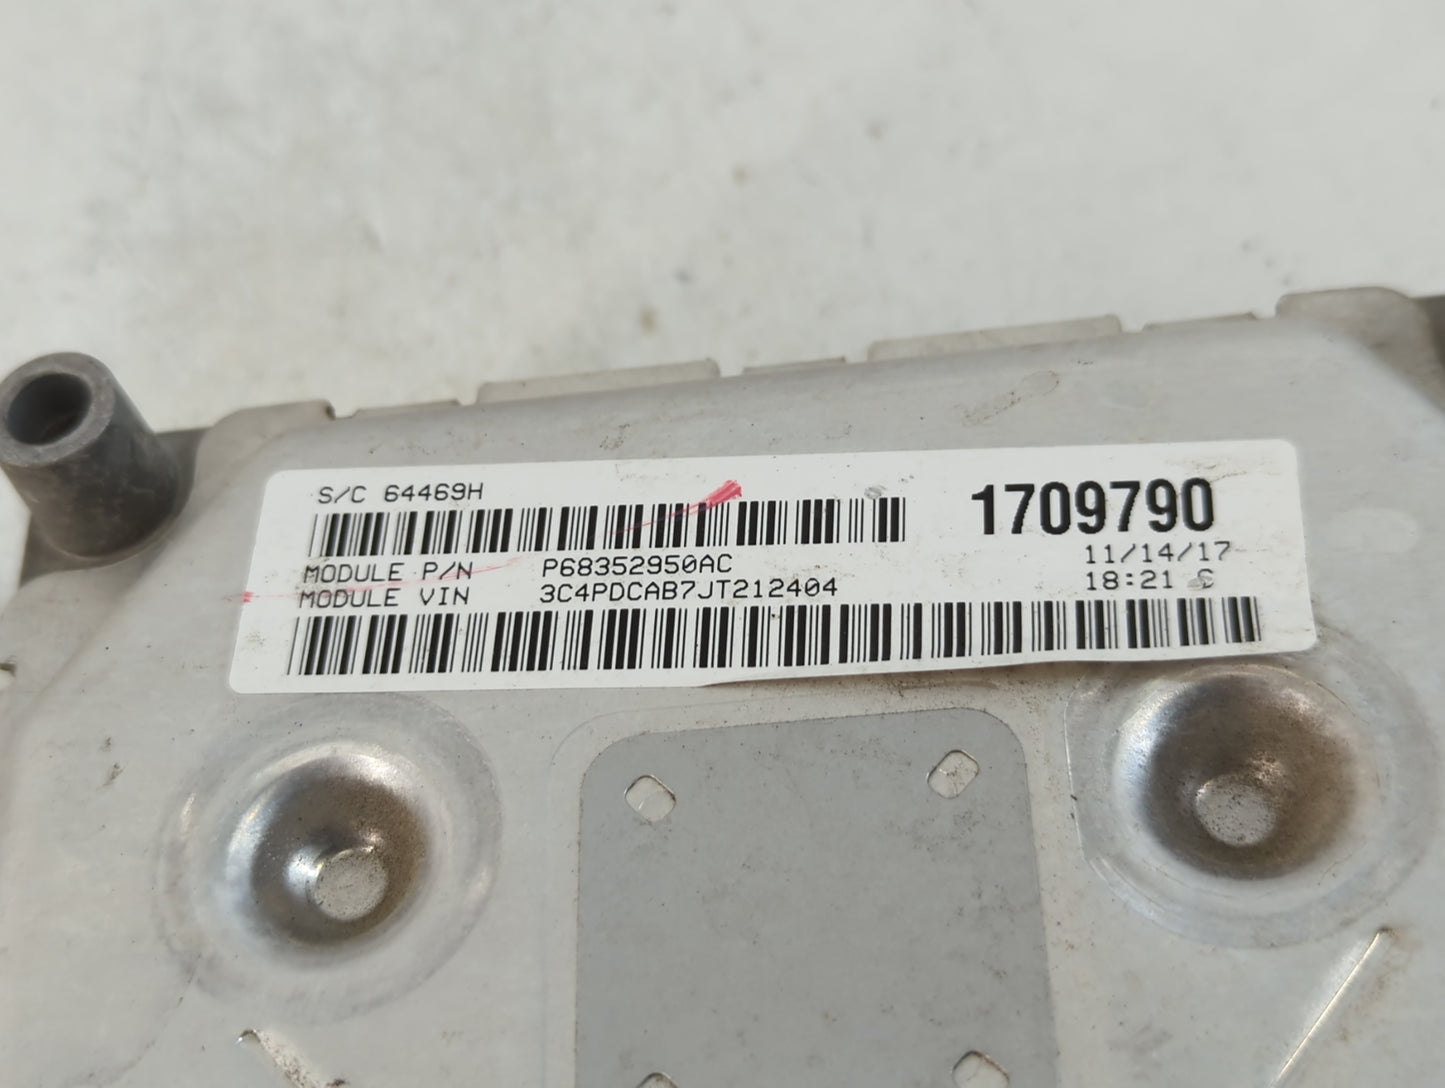 S/C 64469H
1709790
MODULE P/N P68352950AC
11/14/17
MODULE VIN 3C4PDCAB7JT212404
18:21